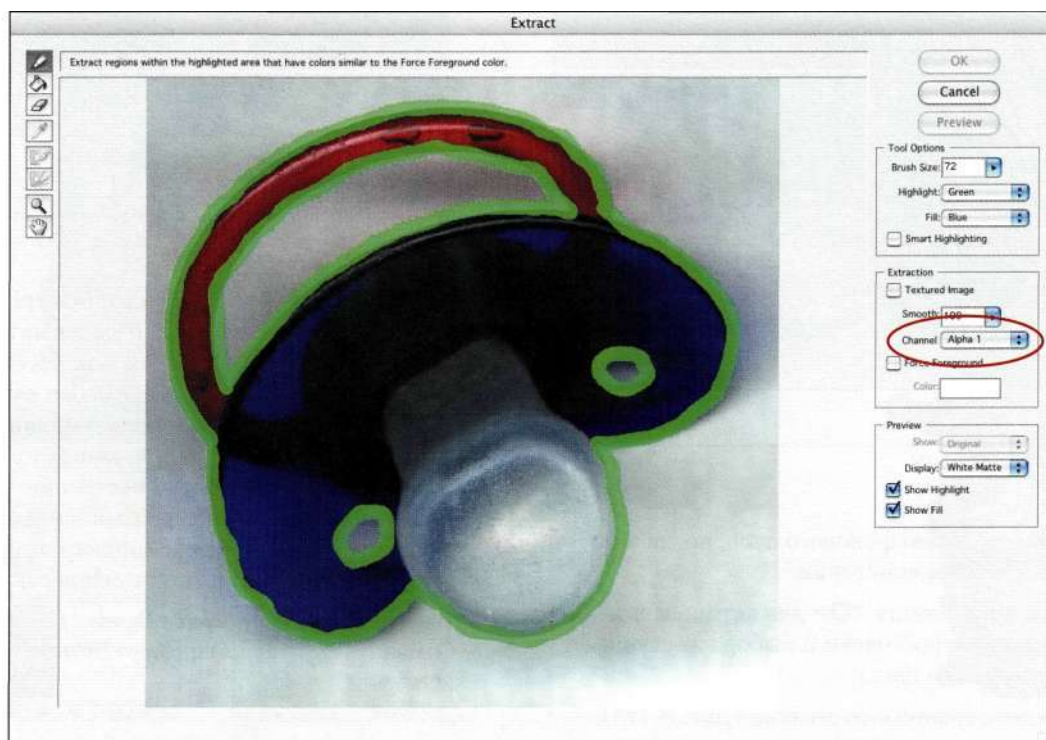 Extract
Extract regions within the highlighted area that have colors similar to the Force Foreground color.
OK
Cancel
Preview
Tool Options
Brush Size: 72
Highlight: Green
Fill: Blue
Smart Highlighting
Extraction
Textured Image
Smooth: 100
Channel: Alpha 1
Force Foreground
Color:
Preview
Show: Original
Display: White Matte
Show Highlight
Show Fill